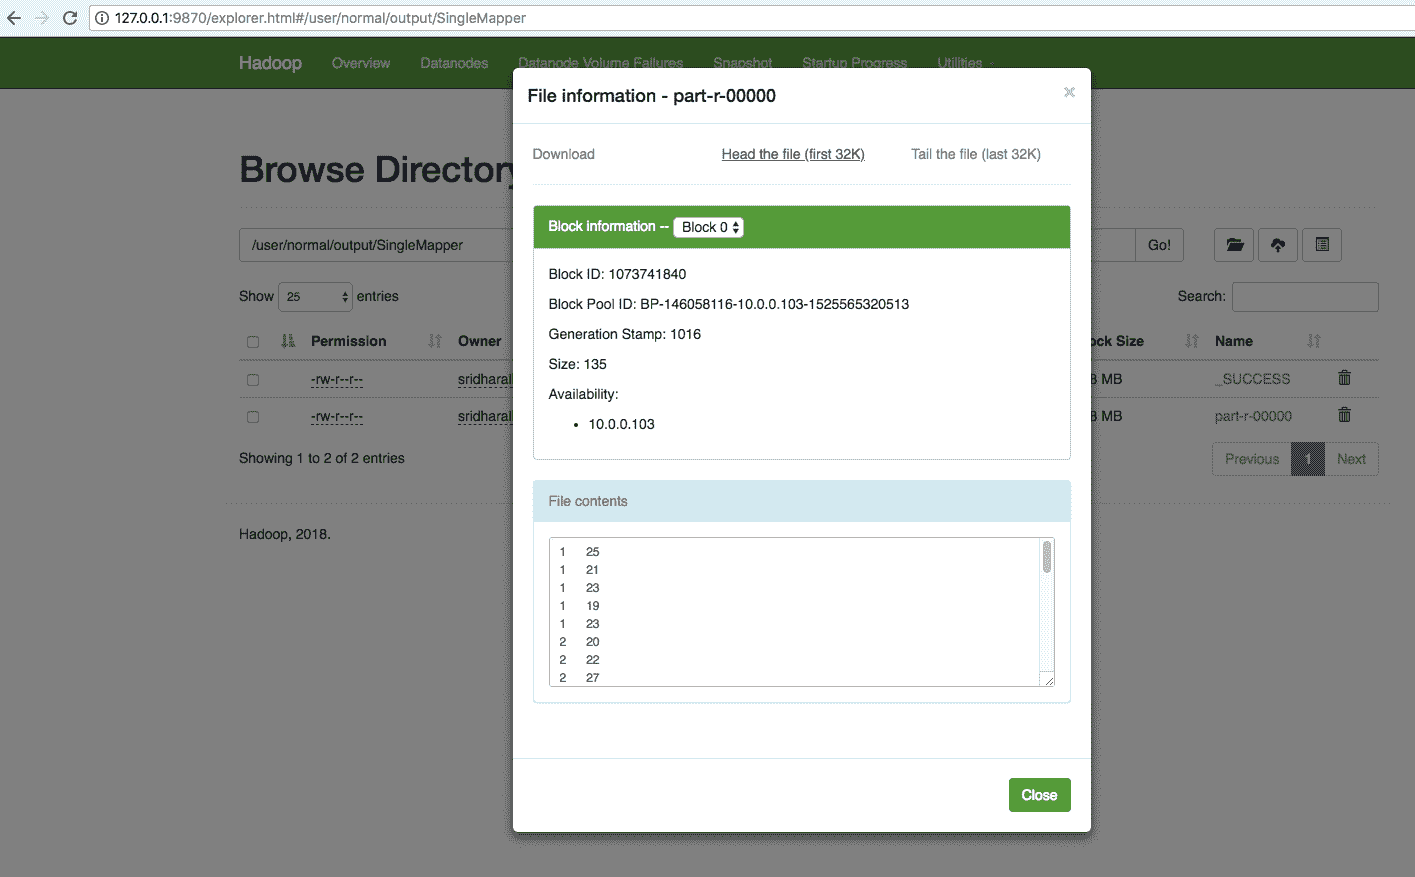 127.0.0.1:9870/explorer.html#/user/normal/output/SingleMapper
Hadoop Overview Datanodes Datanode Volume Failures Snapshot Startup Progress Utilities
File information - part-r-00000
×
Download Head the file (first 32K) Tail the file (last 32K)
Browse Directory
Block information -- Block 0
/user/normal/output/SingleMapper
Go!
Block ID: 1073741840
Block Pool ID: BP-146058116-10.0.0.103-1525565320513
Generation Stamp: 1016
Size: 135
Availability:
• 10.0.0.103
Show 25 entries
Search:
Permission Owner ock Size Name
-rw-r--r-- sridharal 8 MB _SUCCESS
-rw-r--r-- sridharal 8 MB part-r-00000
Showing 1 to 2 of 2 entries
Previous 1 Next
Hadoop, 2018.
File contents
1 25
1 21
1 23
1 19
1 23
2 20
2 22
2 27
Close